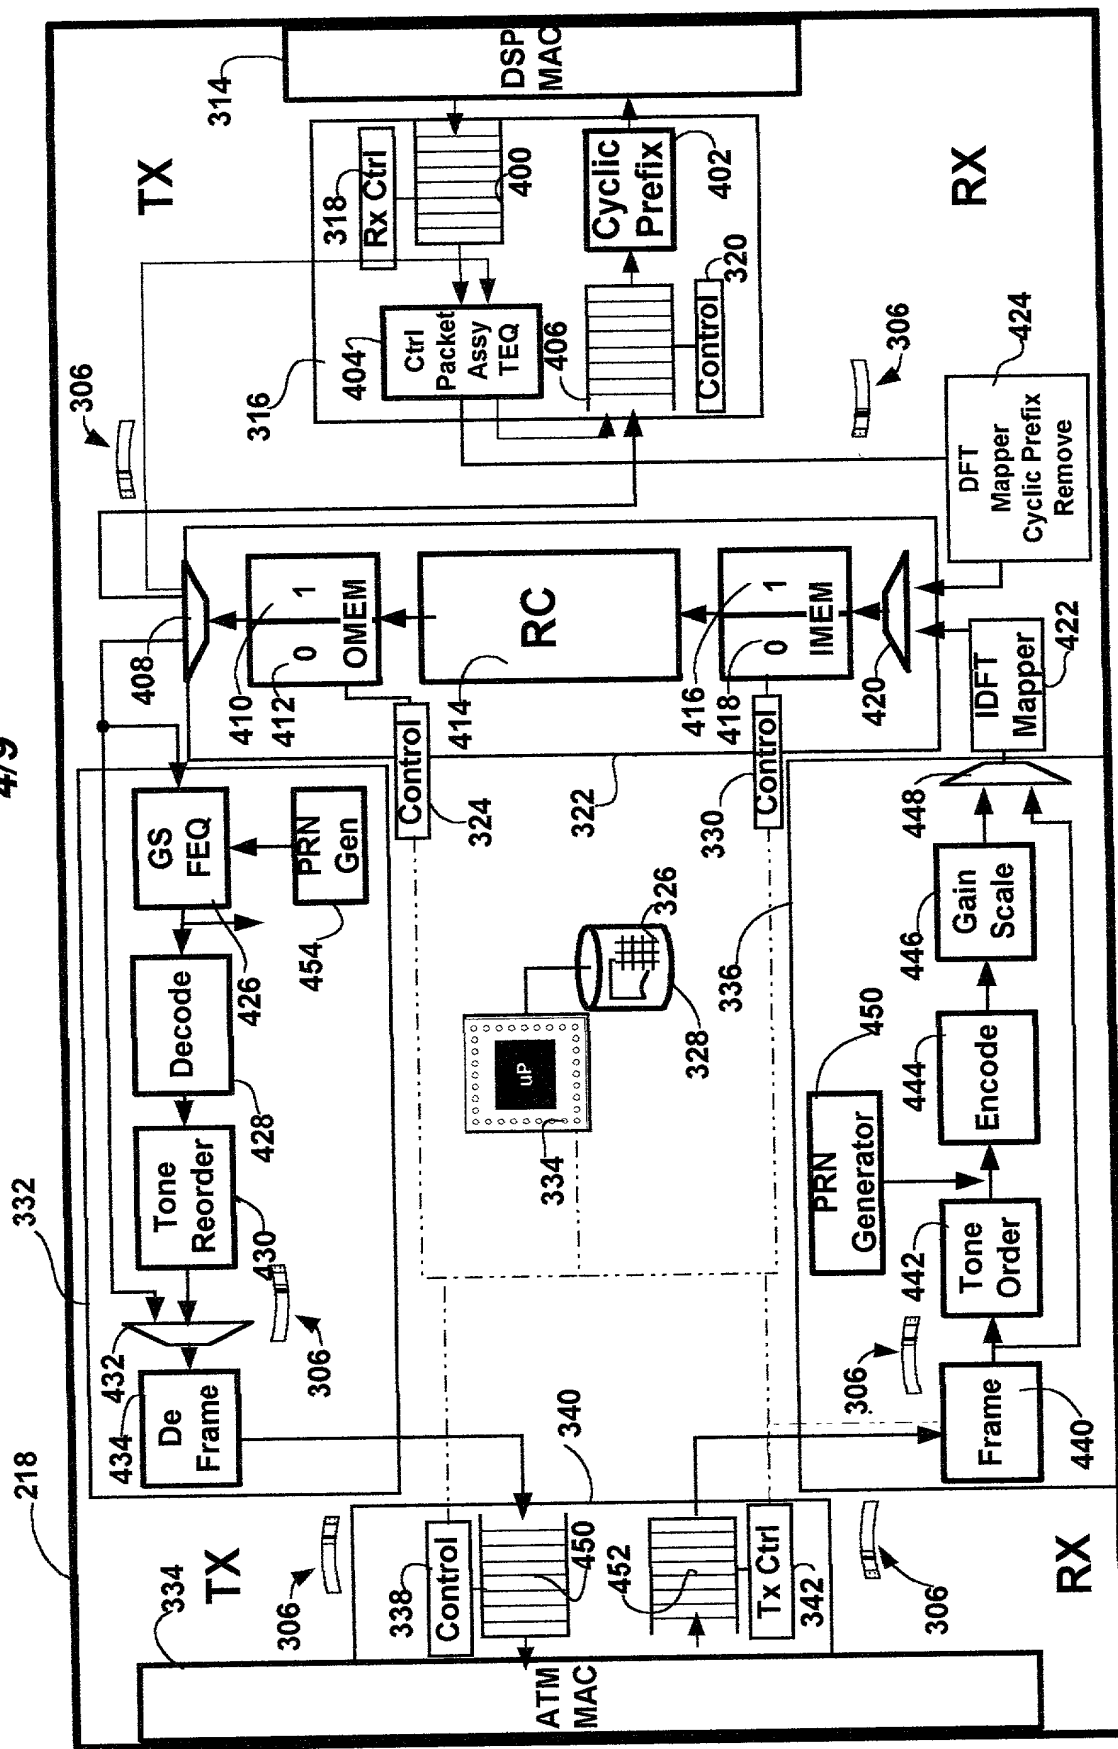 4/9
218
334
TX
306
338
Control
450
ATM
MAC
452
Tx Ctrl
342
340
306
RX
332
434
De
Frame
432
306
Tone
Reorder
430
Decode
428
GS
FEQ
426
PRN
Gen
454
Control
324
322
uP
334
328
326
330
Control
336
Frame
440
306
442
Tone
Order
PRN
Generator
450
444
Encode
446
Gain
Scale
448
IDFT
Mapper
422
408
410
412
0
1
OMEM
RC
414
416
418
0
1
IMEM
420
306
TX
314
DSP
MAC
316
318
Rx Ctrl
400
404
Ctrl
Packet
Assy
TEQ
406
Cyclic
Prefix
402
Control
320
306
RX
DFT
Mapper
Cyclic Prefix
Remove
424